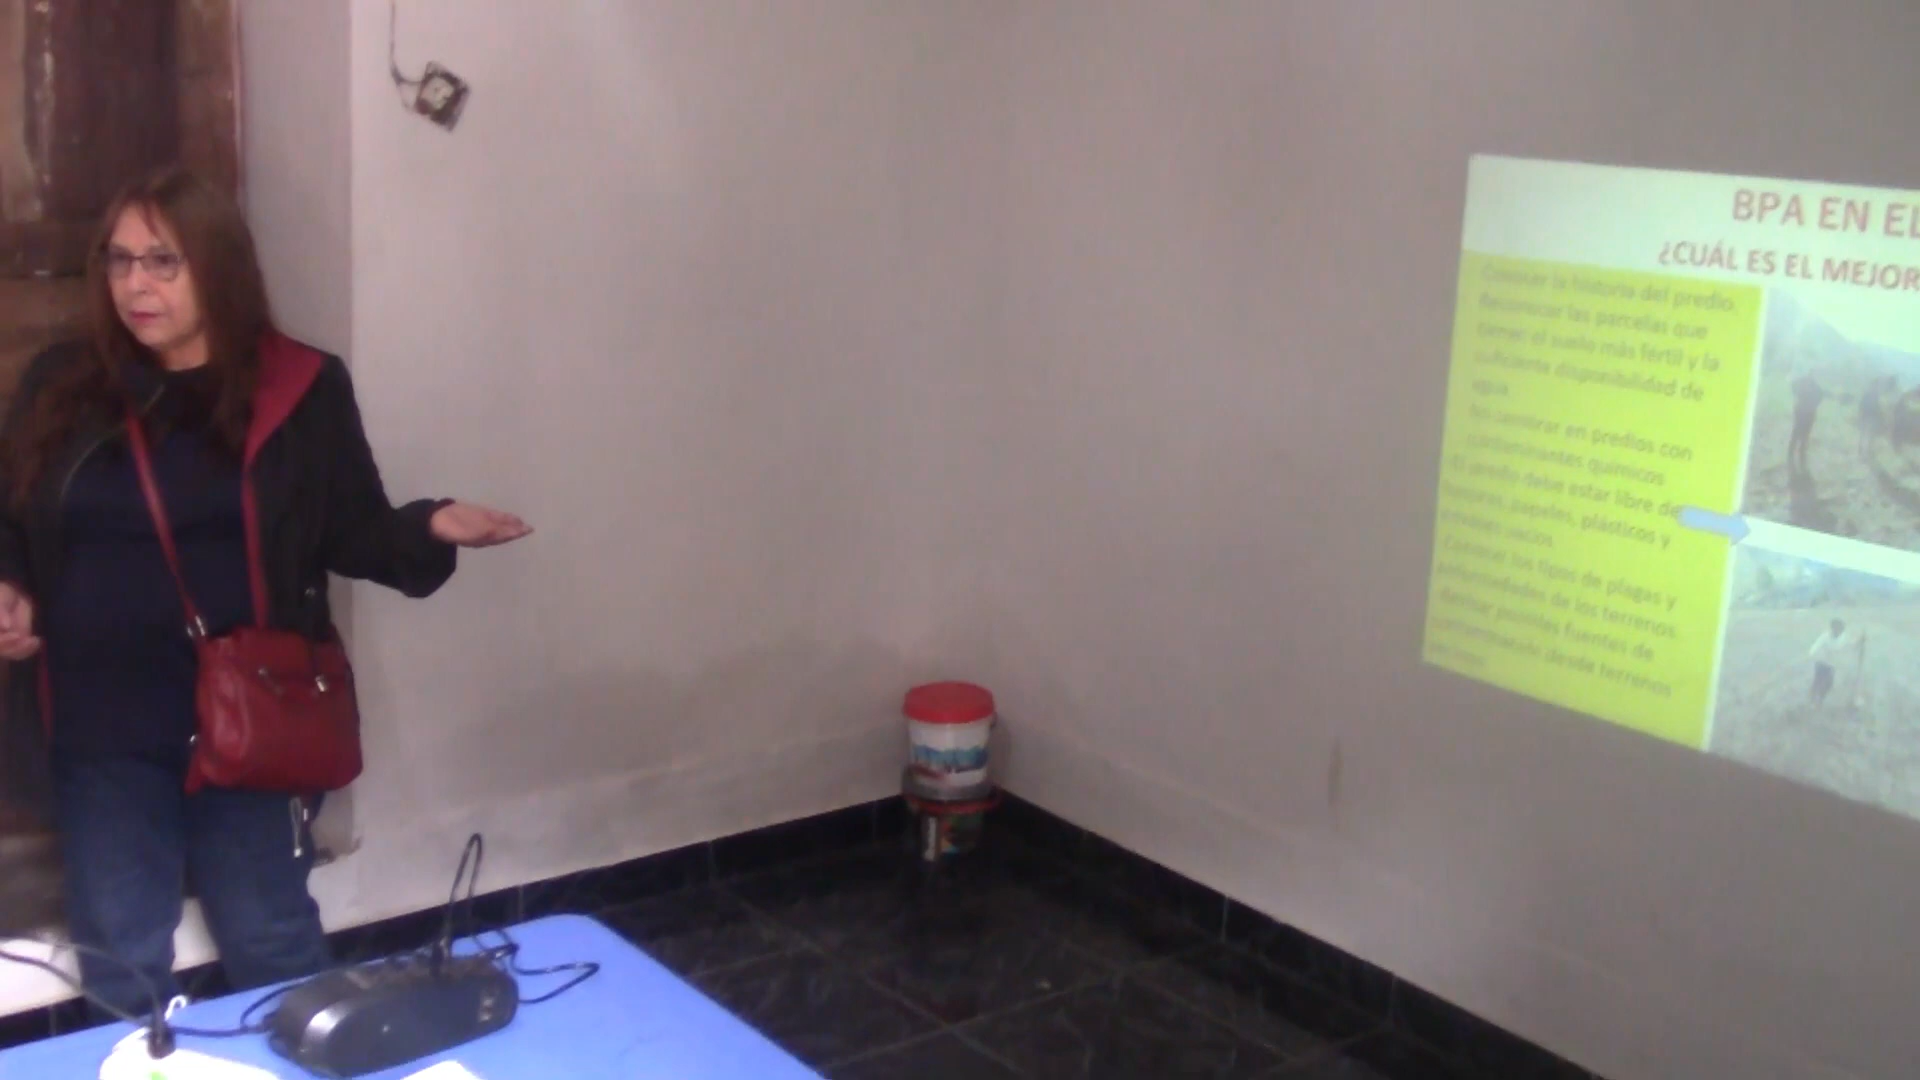 BPA EN EL
¿CUÁL ES EL MEJOR
Conocer la historia del predio.
Reconocer las parcelas que
tienen el suelo más fértil y la
suficiente disponibilidad de
agua.
No sembrar en predios con
contaminantes químicos
El predio debe estar libre de
basuras, papeles, plásticos y
envases vacíos.
Conocer los tipos de plagas y
enfermedades de los terrenos.
Revisar posibles fuentes de
contaminación desde terrenos